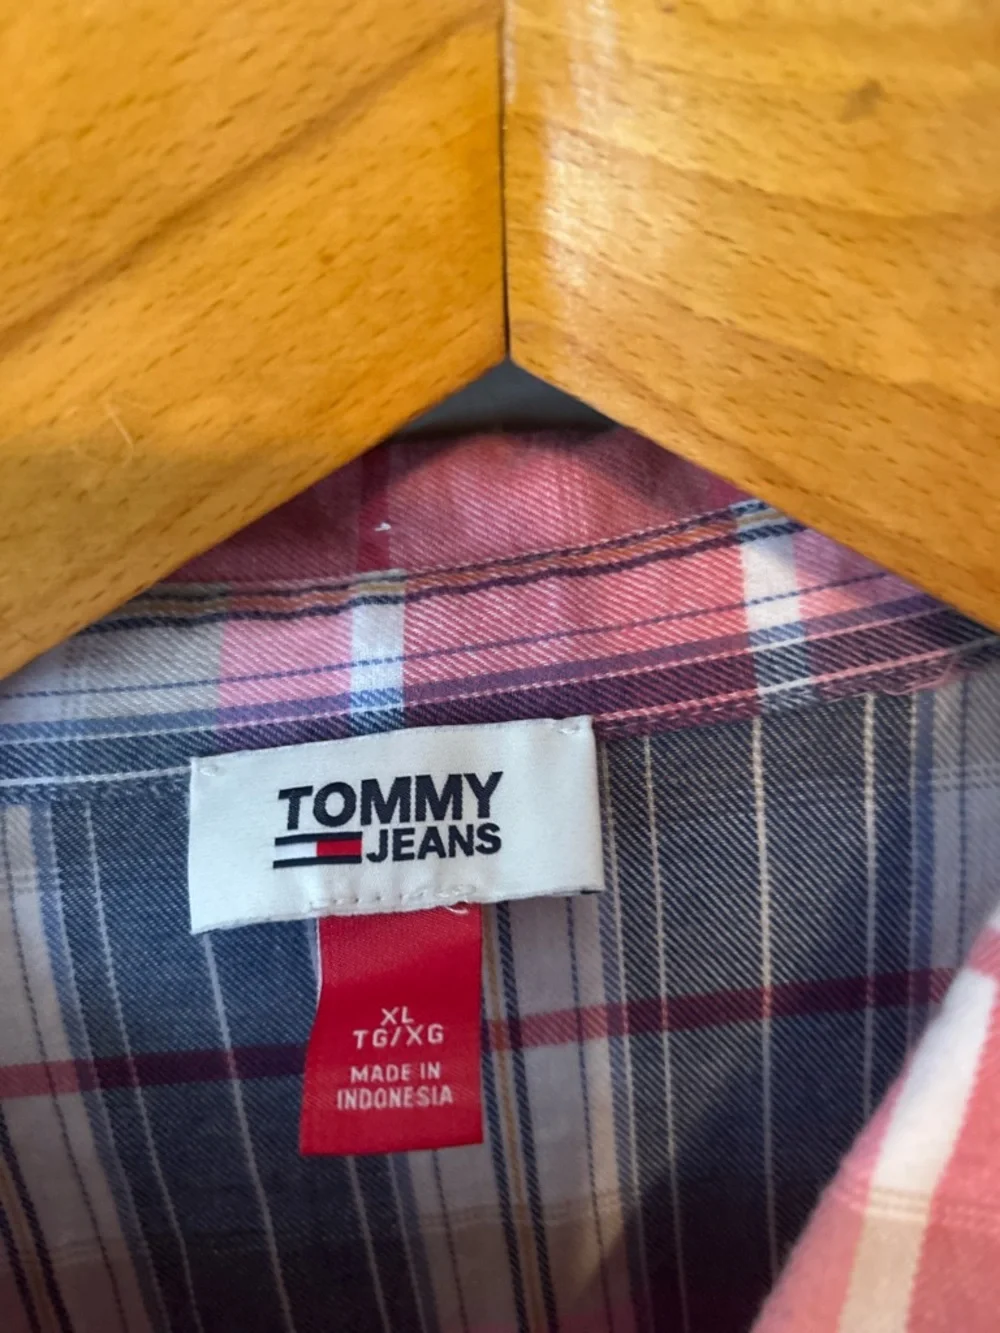 TOMMY
JEANS
XL
TG/XG
MADE IN
INDONESIA